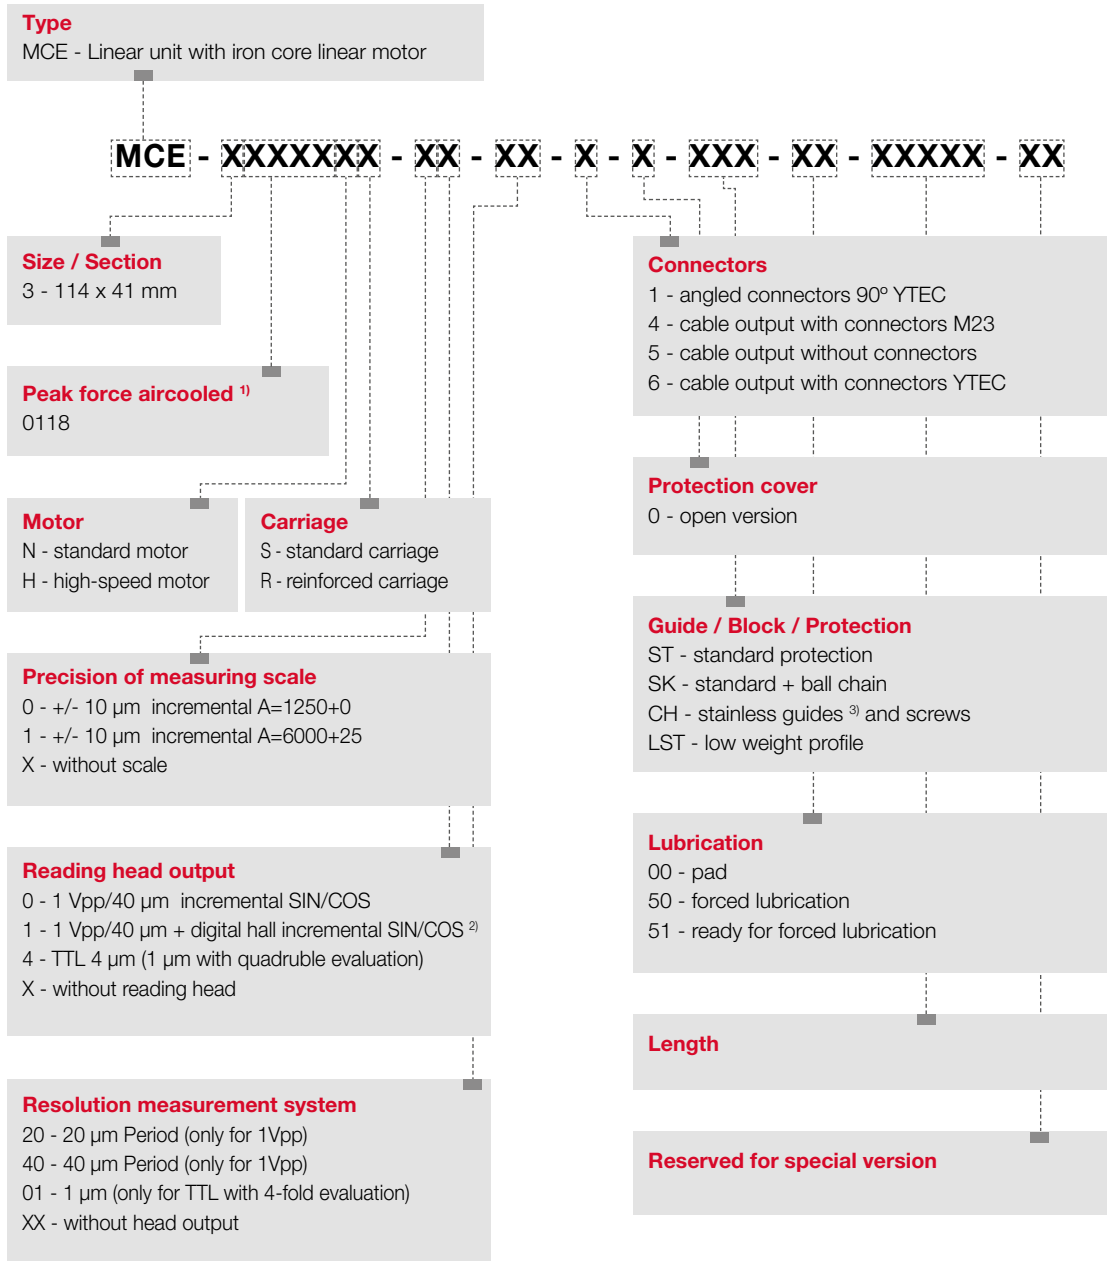 Type
MCE - Linear unit with iron core linear motor
MCE - XXXXXXX - XX - XX - X - X - XXX - XX - XXXXX - XX
Size / Section
3 - 114 x 41 mm
Peak force aircooled 1)
0118
Motor
N - standard motor
H - high-speed motor
Carriage
S - standard carriage
R - reinforced carriage
Precision of measuring scale
0 - +/- 10 µm incremental A=1250+0
1 - +/- 10 µm incremental A=6000+25
X - without scale
Reading head output
0 - 1 Vpp/40 µm incremental SIN/COS
1 - 1 Vpp/40 µm + digital hall incremental SIN/COS 2)
4 - TTL 4 µm (1 µm with quadruble evaluation)
X - without reading head
Resolution measurement system
20 - 20 µm Period (only for 1Vpp)
40 - 40 µm Period (only for 1Vpp)
01 - 1 µm (only for TTL with 4-fold evaluation)
XX - without head output
Connectors
1 - angled connectors 90º YTEC
4 - cable output with connectors M23
5 - cable output without connectors
6 - cable output with connectors YTEC
Protection cover
0 - open version
Guide / Block / Protection
ST - standard protection
SK - standard + ball chain
CH - stainless guides 3) and screws
LST - low weight profile
Lubrication
00 - pad
50 - forced lubrication
51 - ready for forced lubrication
Length
Reserved for special version